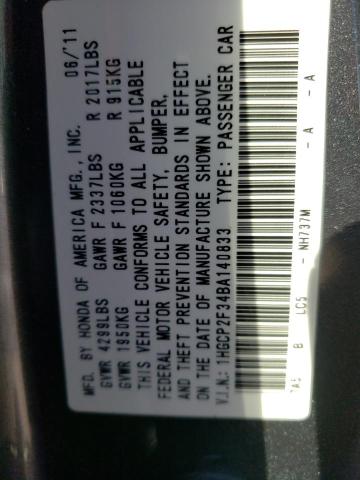 MFD. BY HONDA OF AMERICA MFG., INC. 06/'11
GVWR 4299LBS GAWR F 2337LBS R 2017LBS
GVWR 1950KG GAWR F 1060KG R 915KG
THIS VEHICLE CONFORMS TO ALL APPLICABLE
FEDERAL MOTOR VEHICLE SAFETY, BUMPER,
AND THEFT PREVENTION STANDARDS IN EFFECT
ON THE DATE OF MANUFACTURE SHOWN ABOVE.
V.I.N.: 1HGCP2F34BA140833 TYPE: PASSENGER CAR
TA5 B LC5 NH737M A A